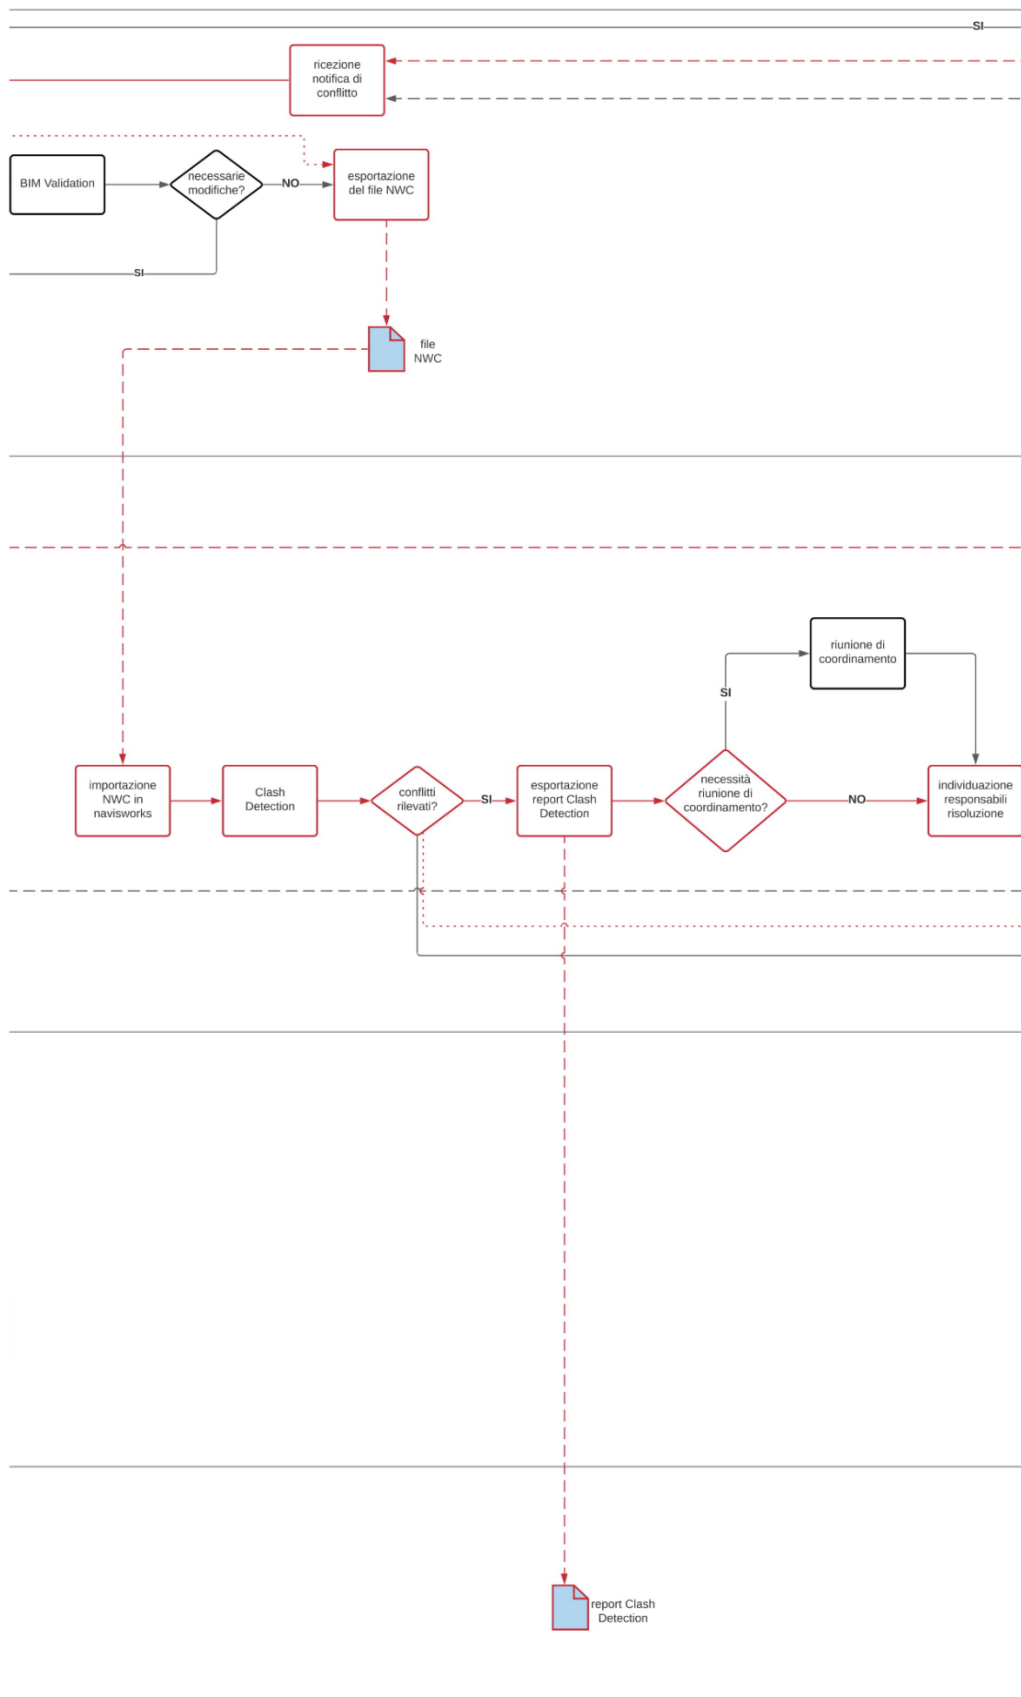 SI
ricezione
notifica di
conflitto
BIM Validation
necessarie
modifiche?
NO
esportazione
del file NWC
SI
file
NWC
riunione di
coordinamento
SI
importazione
NWC in
navisworks
Clash
Detection
conflitti
rilevati?
SI
esportazione
report Clash
Detection
necessità
riunione di
coordinamento?
NO
individuazione
responsabili
risoluzione
report Clash
Detection